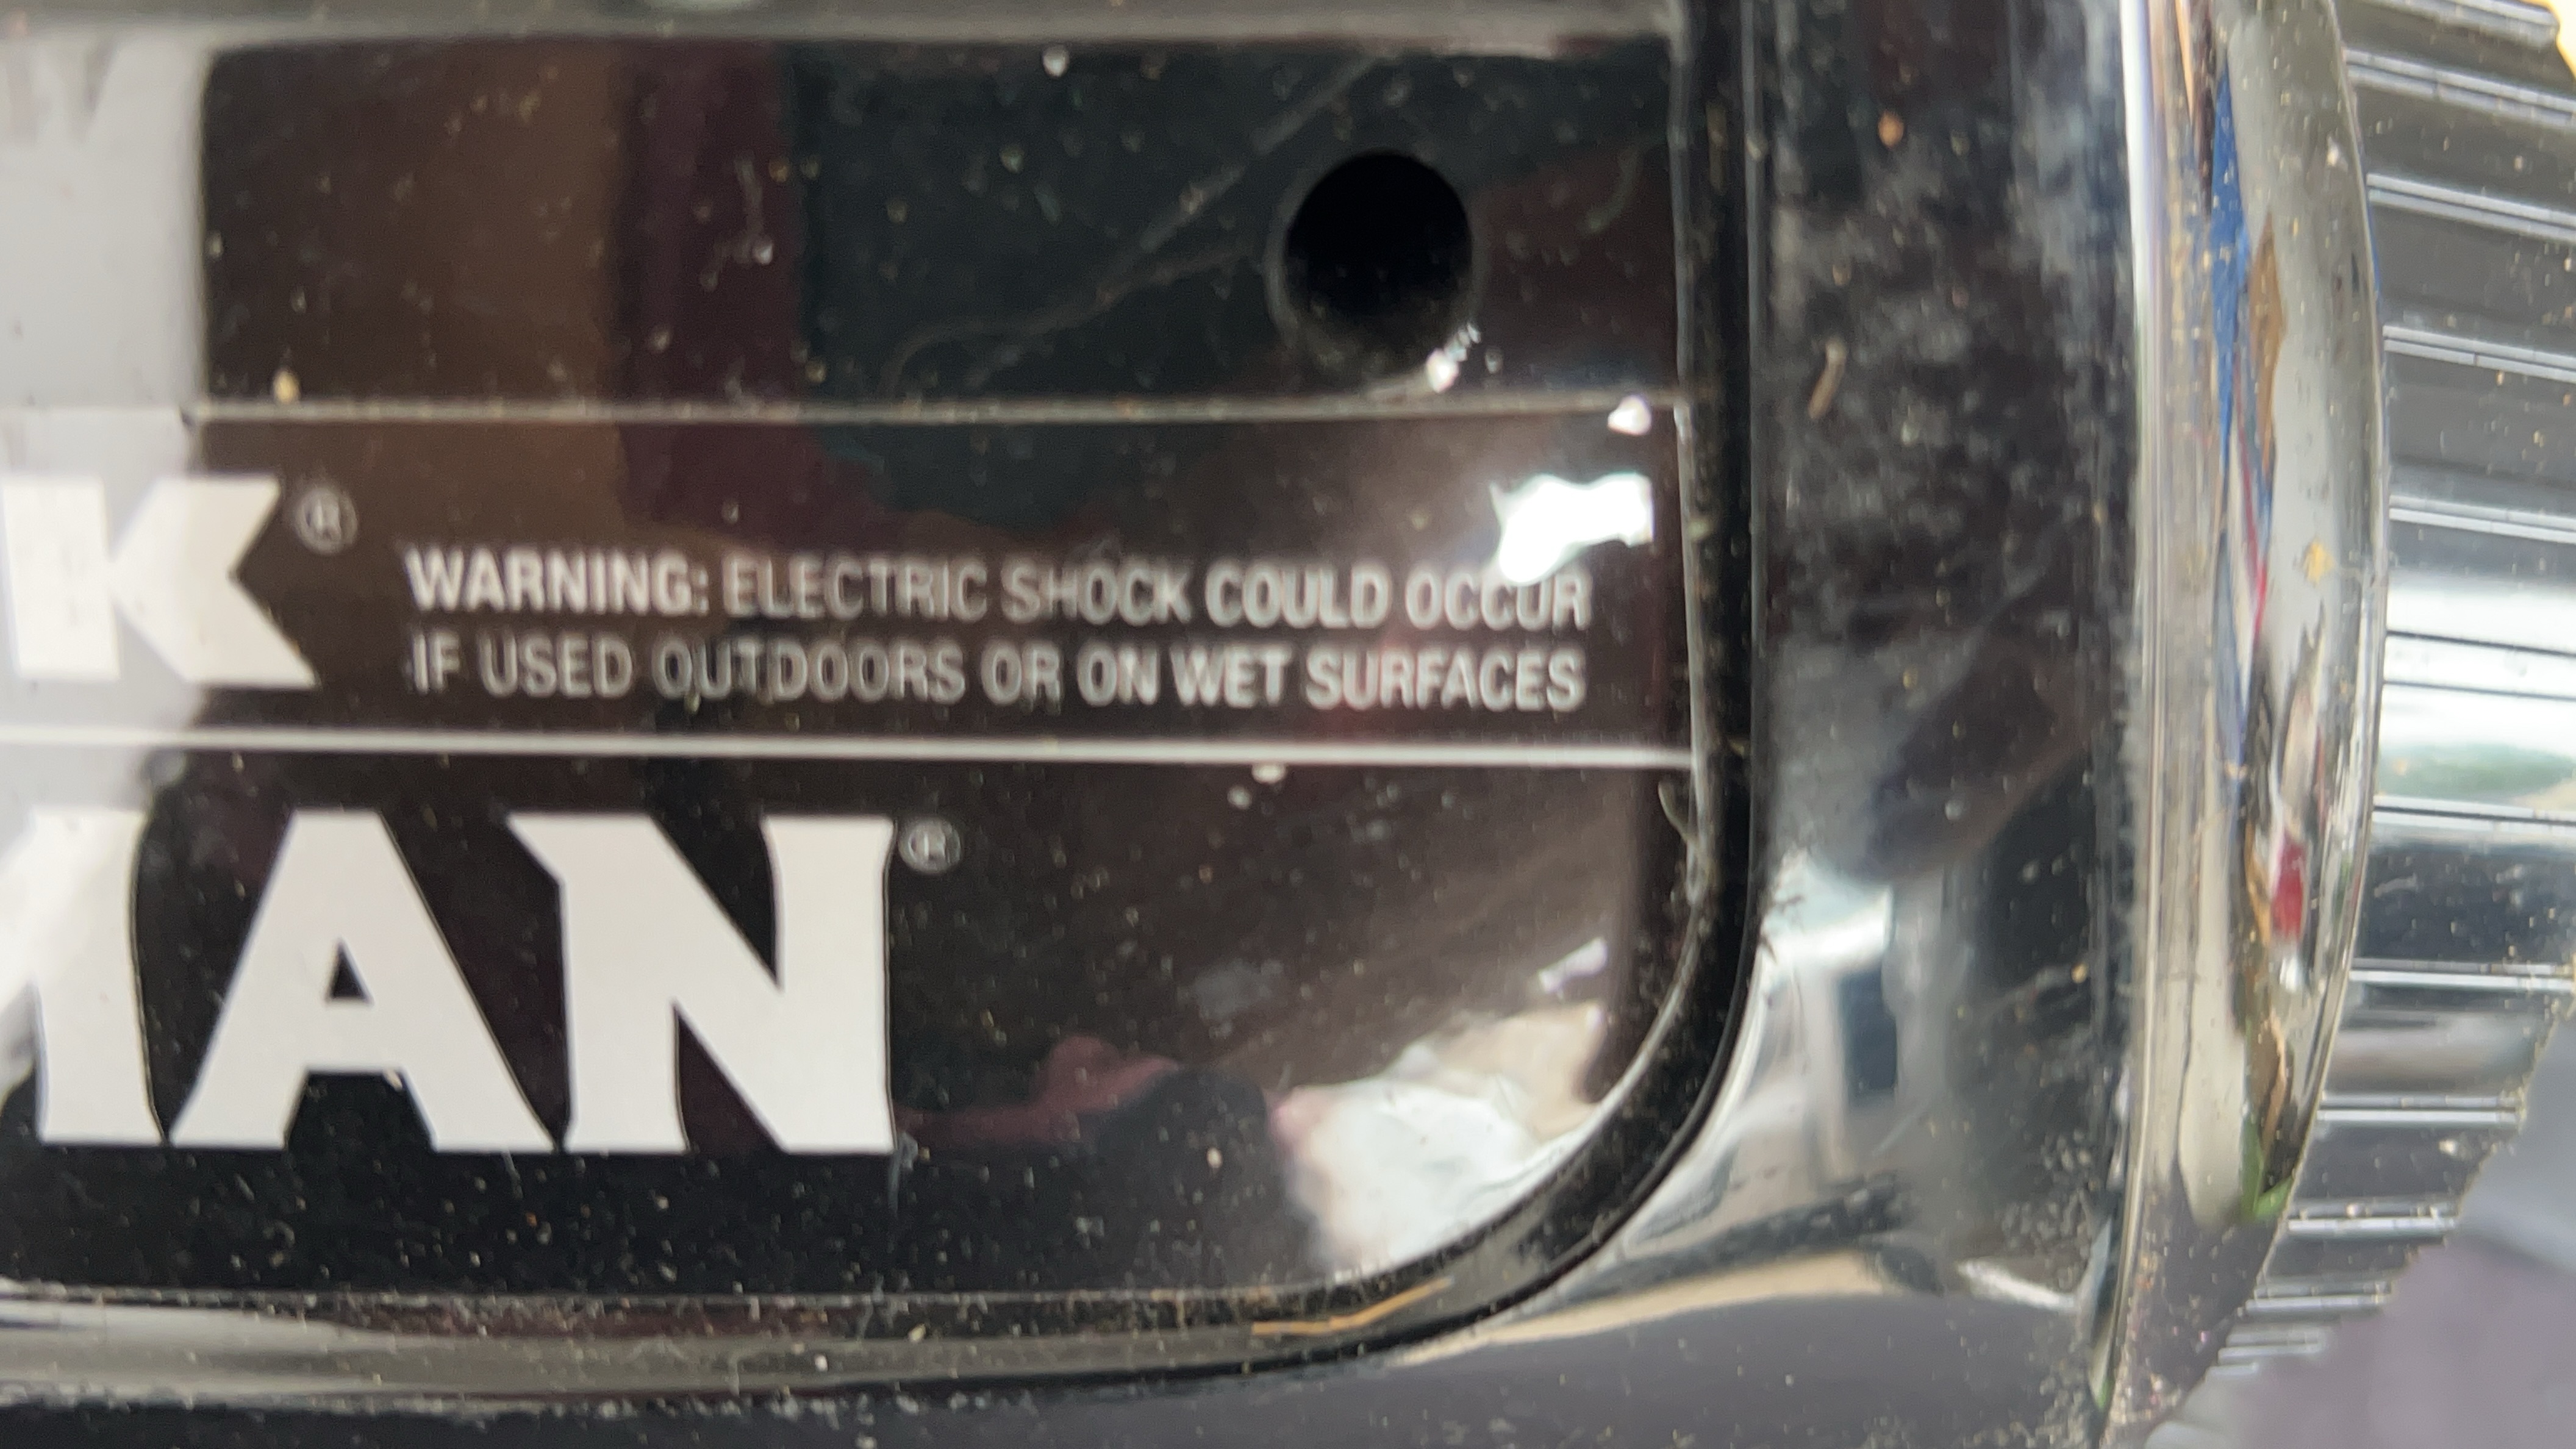 K®
WARNING: ELECTRIC SHOCK COULD OCCUR
IF USED OUTDOORS OR ON WET SURFACES
MAN®